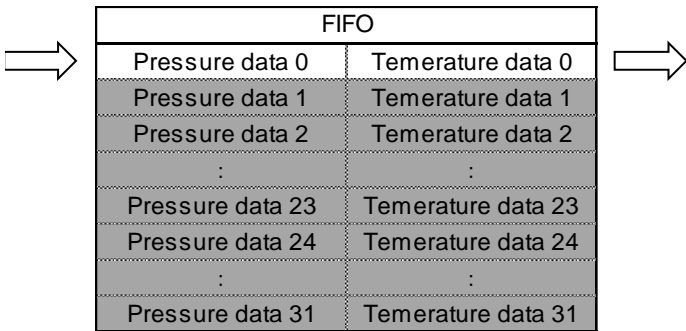 FIFO
Pressure data 0 Temerature data 0
Pressure data 1 Temerature data 1
Pressure data 2 Temerature data 2
: :
Pressure data 23 Temerature data 23
Pressure data 24 Temerature data 24
: :
Pressure data 31 Temerature data 31